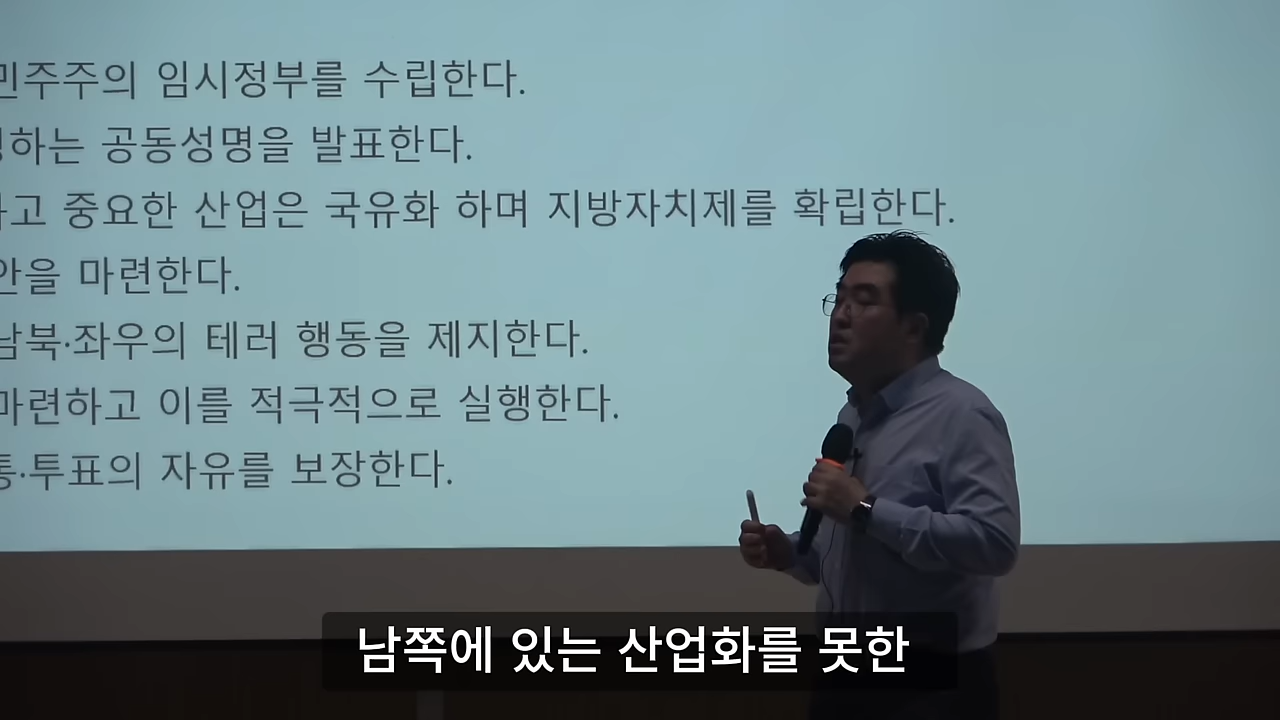 민주주의 임시정부를 수립한다.
하는 공동성명을 발표한다.
고 중요한 산업은 국유화 하며 지방자치제를 확립한다.
안을 마련한다.
남북·좌우의 테러 행동을 제지한다.
마련하고 이를 적극적으로 실행한다.
통·투표의 자유를 보장한다.
남쪽에 있는 산업화를 못한